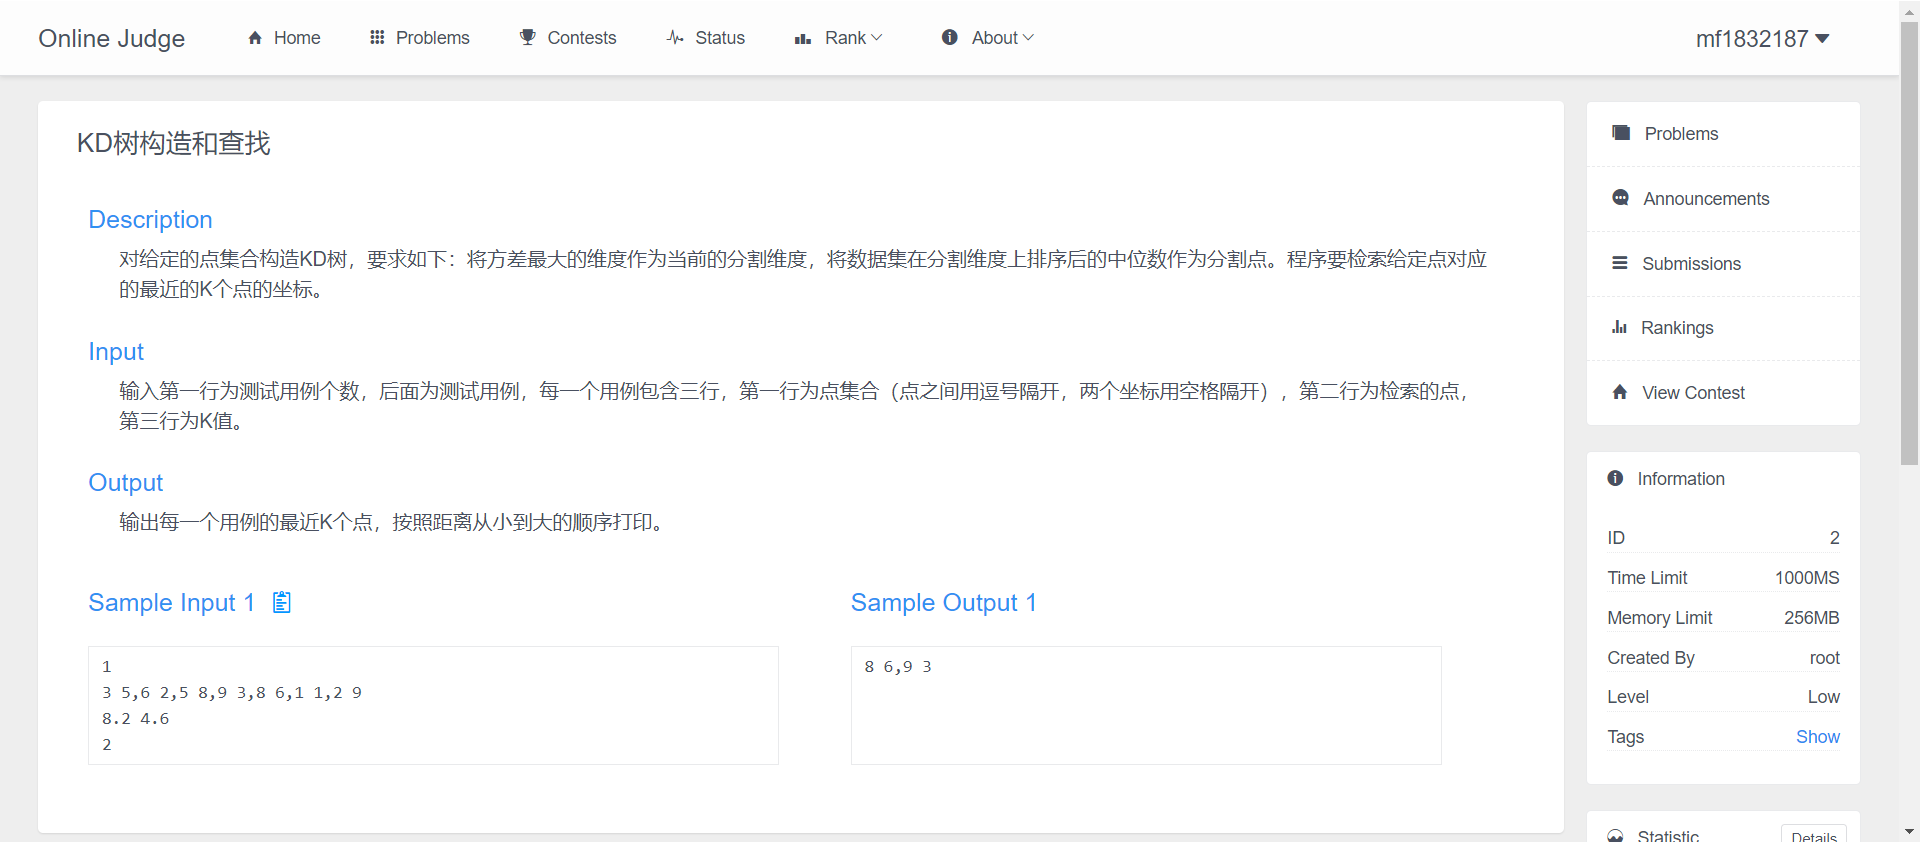 Online Judge Home Problems Contests Status Rank About mf1832187
KD树构造和查找
Description
对给定的点集合构造KD树，要求如下：将方差最大的维度作为当前的分割维度，将数据集在分割维度上排序后的中位数作为分割点。程序要检索给定点对应
的最近的K个点的坐标。
Input
输入第一行为测试用例个数，后面为测试用例，每一个用例包含三行，第一行为点集合（点之间用逗号隔开，两个坐标用空格隔开），第二行为检索的点，
第三行为K值。
Output
输出每一个用例的最近K个点，按照距离从小到大的顺序打印。
Sample Input 1
1
3 5,6 2,5 8,9 3,8 6,1 1,2 9
8.2 4.6
2
Sample Output 1
8 6,9 3
Problems
Announcements
Submissions
Rankings
View Contest
Information
ID 2
Time Limit 1000MS
Memory Limit 256MB
Created By root
Level Low
Tags Show
Statistic Details